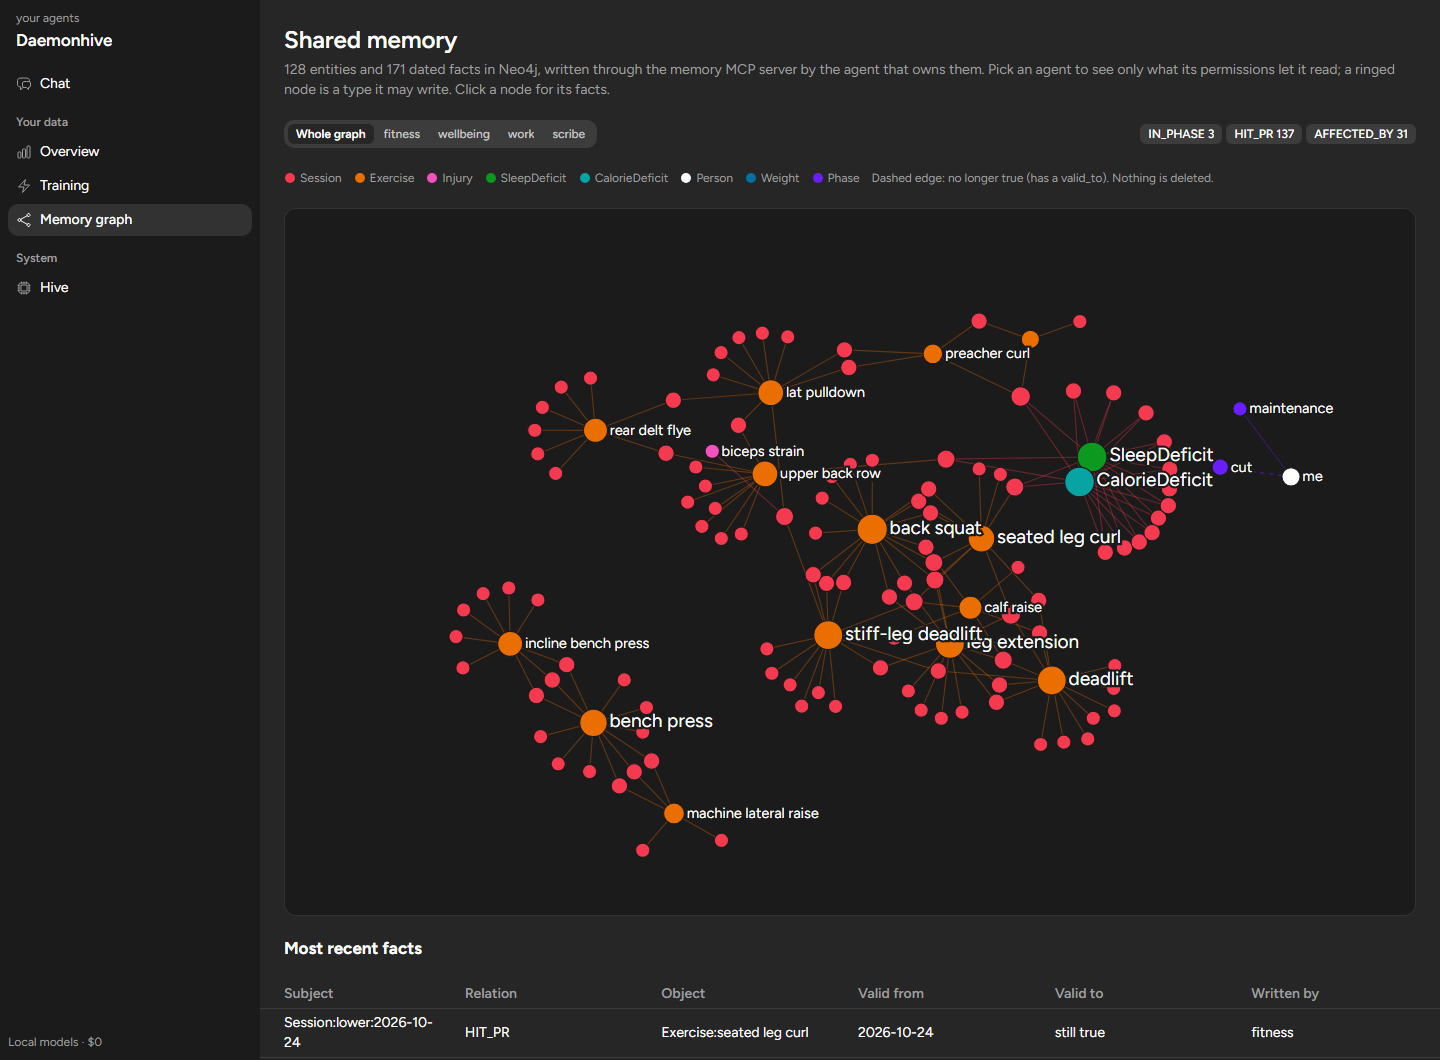 your agents
Daemonhive
Chat
Your data
Overview
Training
Memory graph
System
Hive
Local models · $0
Shared memory
128 entities and 171 dated facts in Neo4j, written through the memory MCP server by the agent that owns them. Pick an agent to see only what its permissions let it read; a ringed
node is a type it may write. Click a node for its facts.
Whole graph fitness wellbeing work scribe
IN_PHASE 3 HIT_PR 137 AFFECTED_BY 31
Session Exercise Injury SleepDeficit CalorieDeficit Person Weight Phase Dashed edge: no longer true (has a valid_to). Nothing is deleted.
preacher curl
lat pulldown
maintenance
rear delt flye
biceps strain
SleepDeficit
cut
upper back row
CalorieDeficit
me
back squat
seated leg curl
calf raise
stiff-leg deadlift
leg extension
incline bench press
deadlift
bench press
machine lateral raise
Most recent facts
Subject Relation Object Valid from Valid to Written by
Session:lower:2026-10-
24
HIT_PR Exercise:seated leg curl 2026-10-24 still true fitness